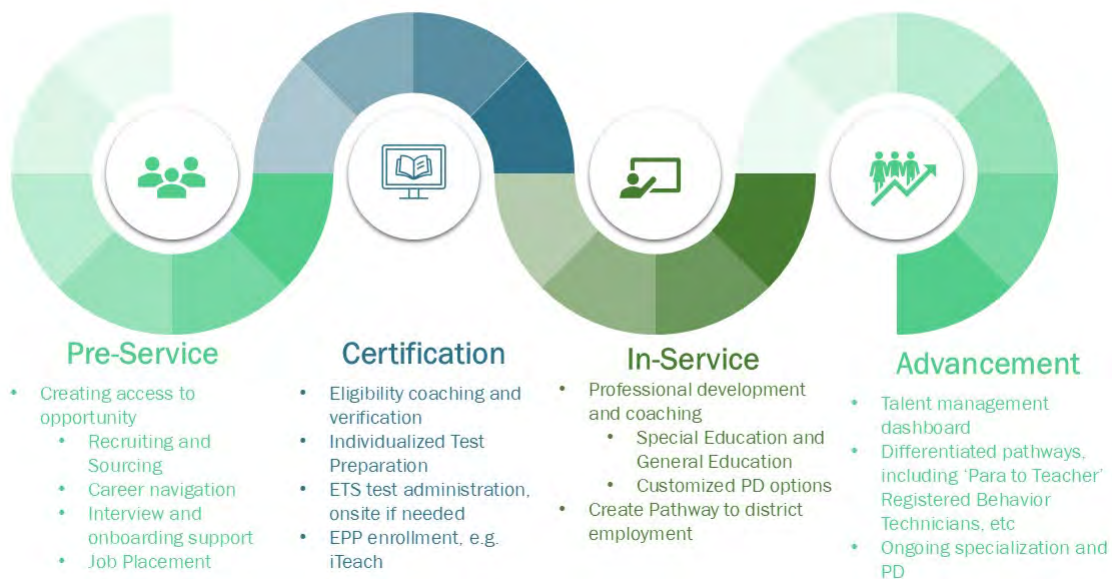 Pre-Service
• Creating access to
opportunity
• Recruiting and
Sourcing
• Career navigation
• Interview and
onboarding support
• Job Placement
Certification
• Eligibility coaching and
verification
• Individualized Test
Preparation
• ETS test administration,
onsite if needed
• EPP enrollment, e.g.
iTeach
In-Service
• Professional development
and coaching
• Special Education and
General Education
• Customized PD options
• Create Pathway to district
employment
Advancement
• Talent management
dashboard
• Differentiated pathways,
including ‘Para to Teacher’
Registered Behavior
Technicians, etc
• Ongoing specialization and
PD